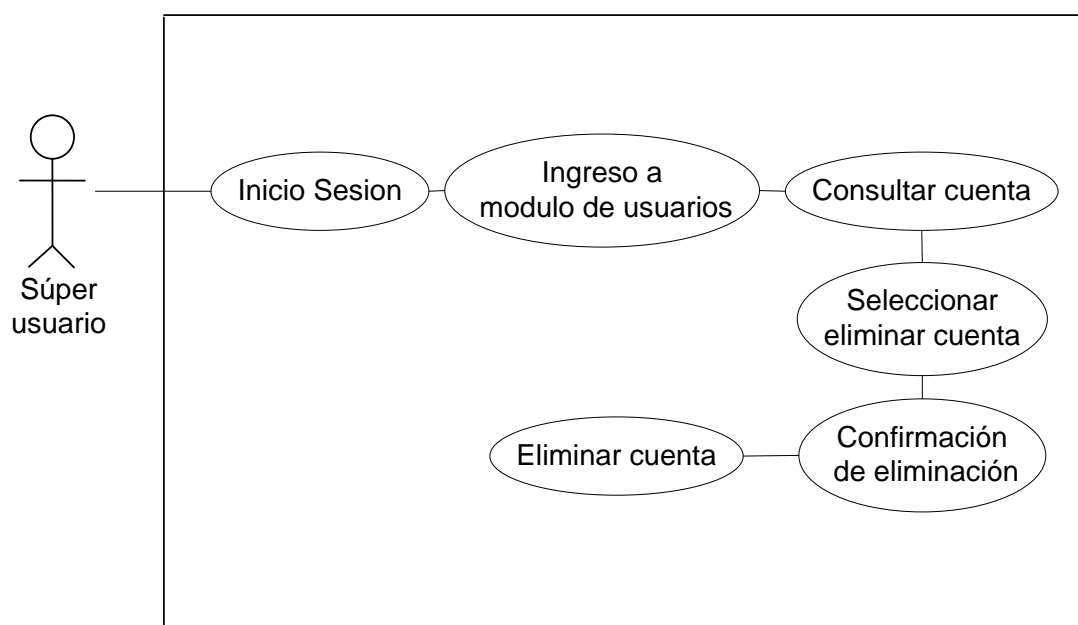 Inicio Sesion
Ingreso a
modulo de usuarios
Consultar cuenta
Súper
usuario
Seleccionar
eliminar cuenta
Confirmación
de eliminación
Eliminar cuenta